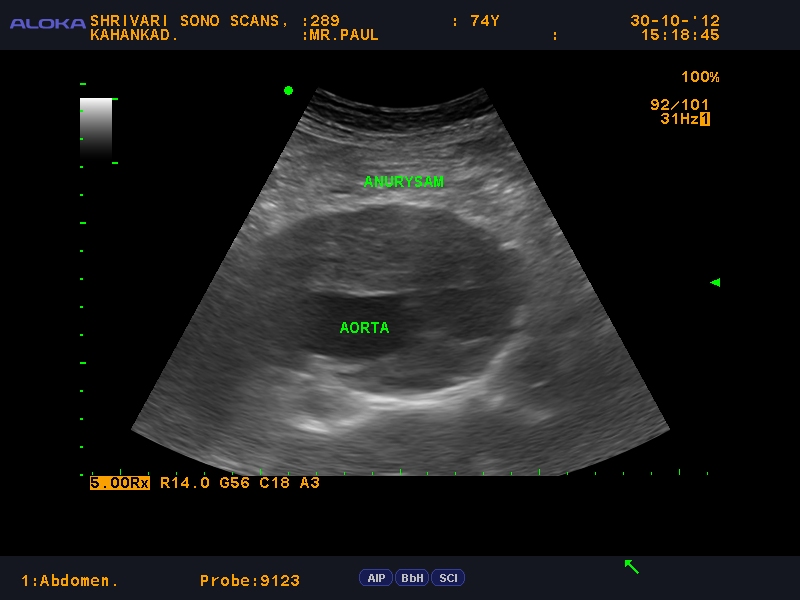 ALOKA SHRIVARI SONO SCANS, :289 : 74Y 30-10-'12
KAHANKAD. :MR.PAUL : 15:18:45
100%
92/101
31Hz1
ANURYSAM
AORTA
5.00Rx R14.0 G56 C18 A3
1:Abdomen. Probe:9123 AIP BbH SCI